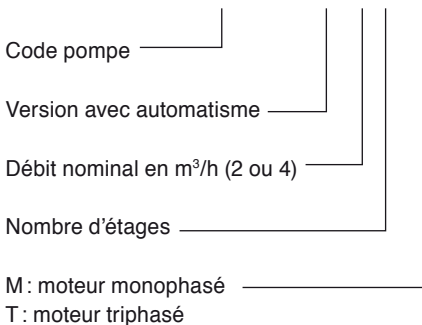 Code pompe
Version avec automatisme
Débit nominal en m³/h (2 ou 4)
Nombre d'étages
M : moteur monophasé
T : moteur triphasé